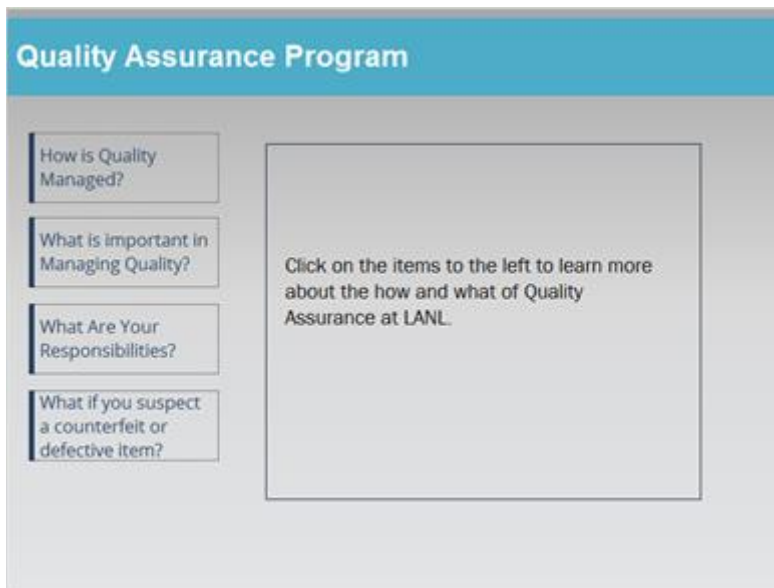 Quality Assurance Program
How is Quality
Managed?
What is important in
Managing Quality?
What Are Your
Responsibilities?
What if you suspect
a counterfeit or
defective item?
Click on the items to the left to learn more
about the how and what of Quality
Assurance at LANL.